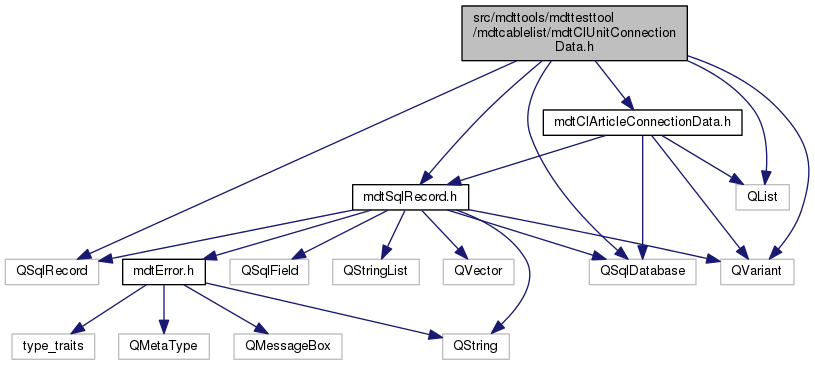 src/mdttools/mdttesttool
/mdtcablelist/mdtClUnitConnection
Data.h
mdtClArticleConnectionData.h
mdtSqlRecord.h
QList
QSqlRecord
mdtError.h
QSqlField
QStringList
QVector
QSqlDatabase
QVariant
type_traits
QMetaType
QMessageBox
QString